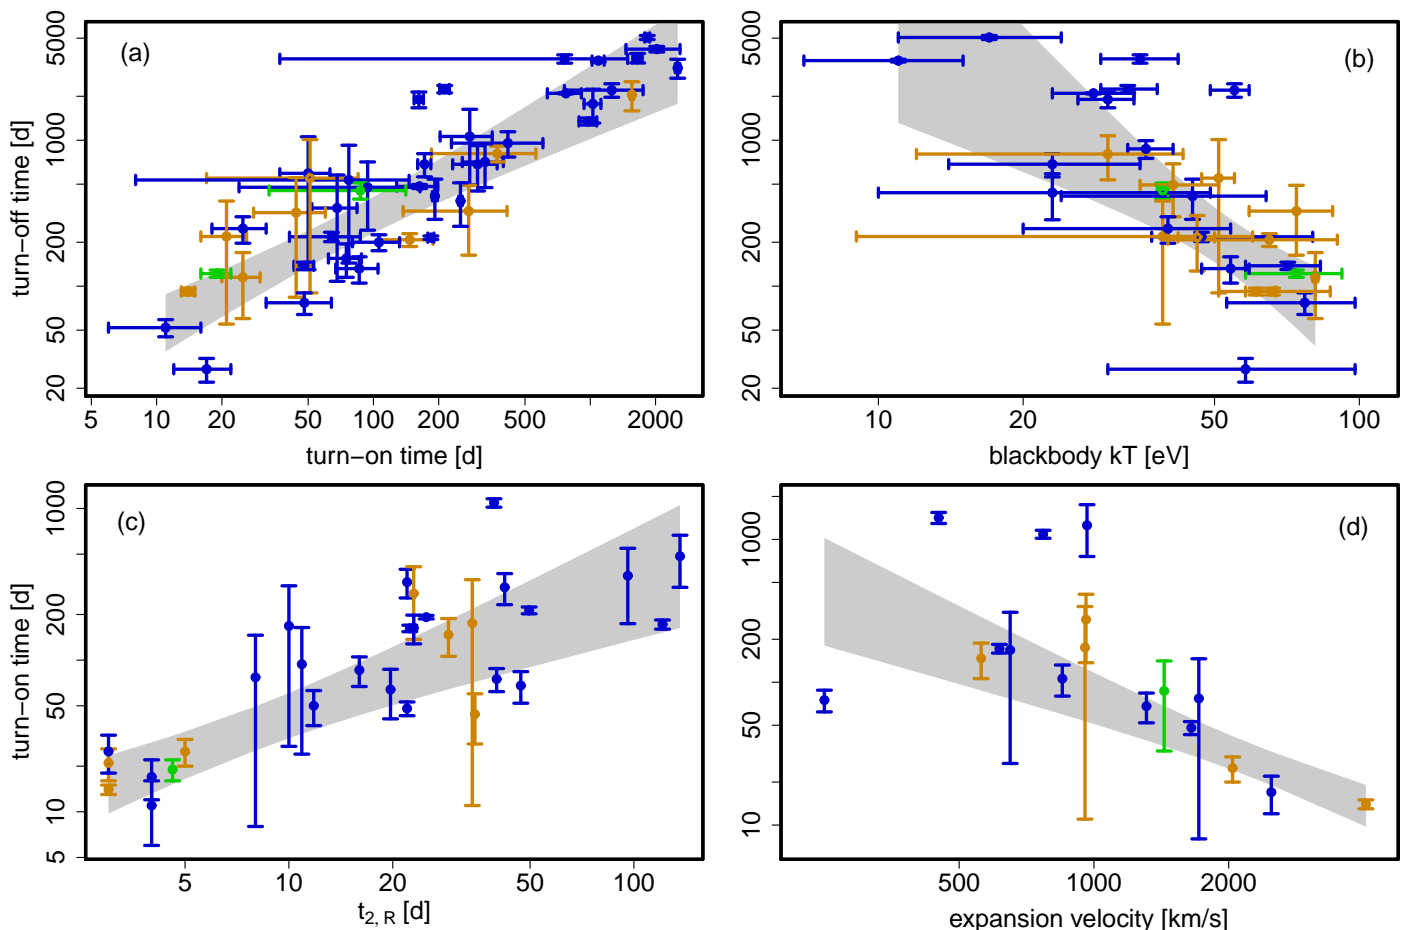 (a)
turn-off time [d]
5000
1000
200
50
20
5 10 20 50 100 200 500 2000
turn-on time [d]
(b)
5000
1000
200
50
20
10 20 50 100
blackbody kT [eV]
(c)
turn-on time [d]
1000
200
50
10
5
5 10 20 50 100
t2, R [d]
(d)
1000
200
50
10
500 1000 2000
expansion velocity [km/s]